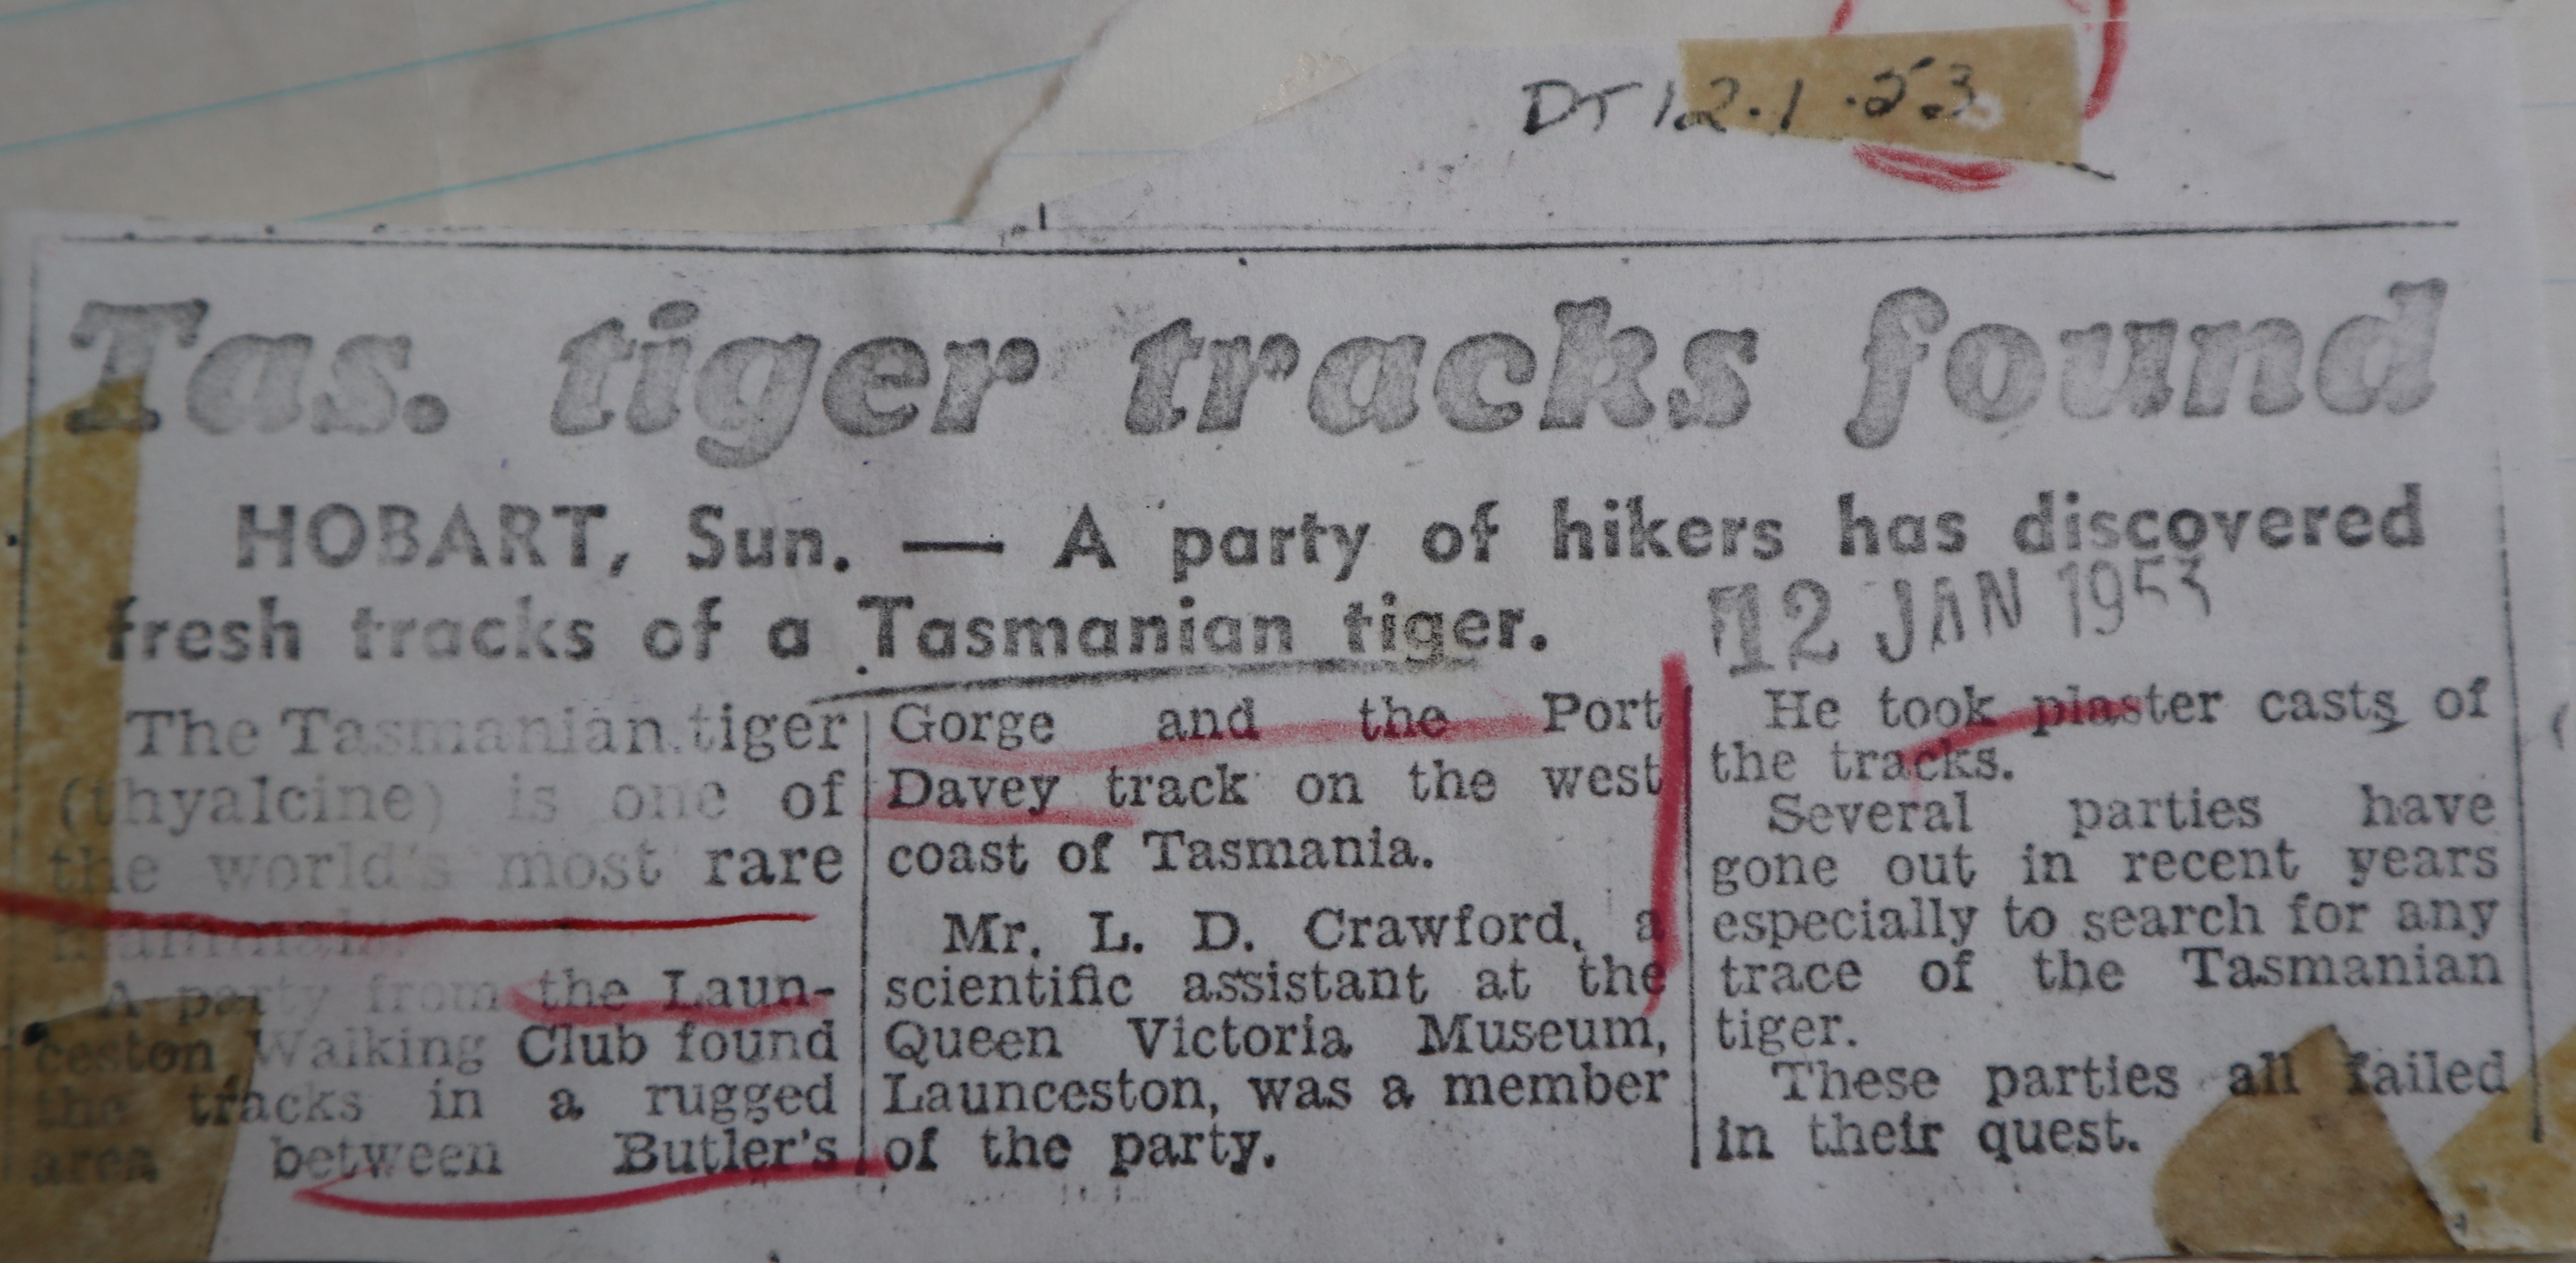 DT 12.1.53
Tas. tiger tracks found
HOBART, Sun. — A party of hikers has discovered
fresh tracks of a Tasmanian tiger.
12 JAN 1953
The Tasmanian tiger
(thyalcine) is one of
the world's most rare
A party from the Laun-
ceston Walking Club found
the tracks in a rugged
area between Butler's
Gorge and the Port
Davey track on the west
coast of Tasmania.
Mr. L. D. Crawford, a
scientific assistant at the
Queen Victoria Museum,
Launceston, was a member
of the party.
He took plaster casts of
the tracks.
Several parties have
gone out in recent years
especially to search for any
trace of the Tasmanian
tiger.
These parties all failed
in their quest.